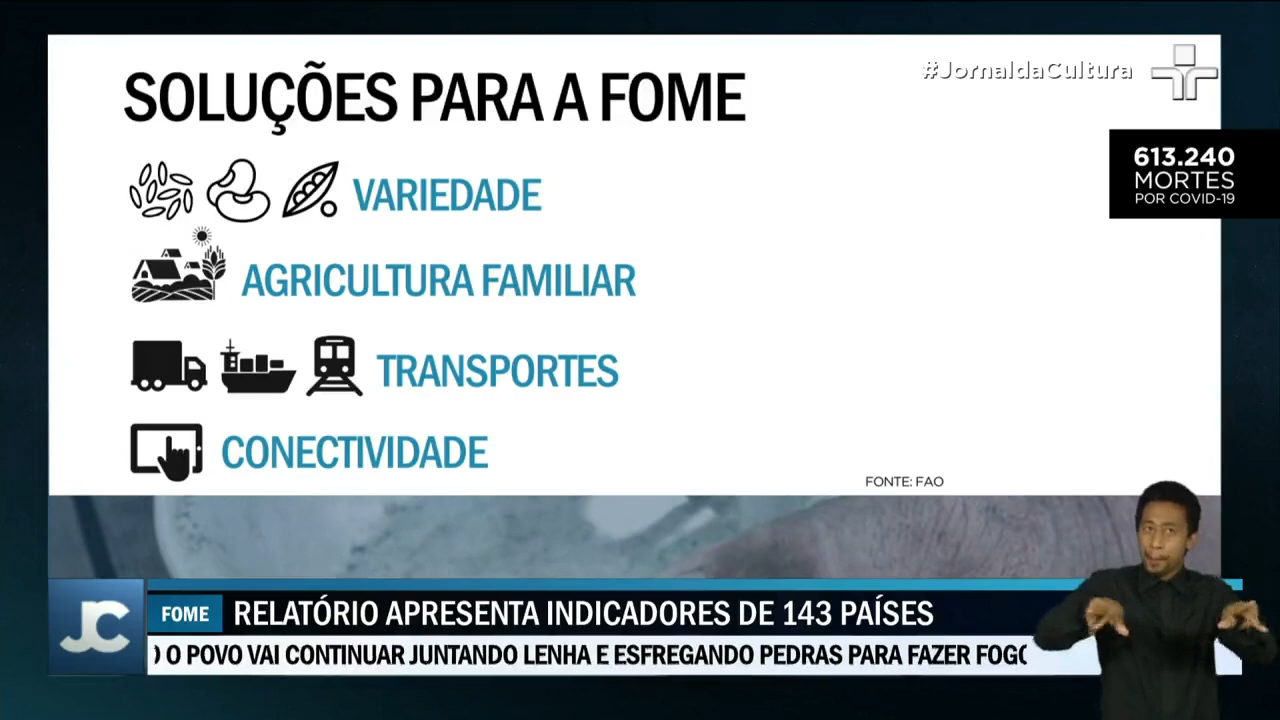 SOLUÇÕES PARA A FOME
#JornaldaCultura
613.240
MORTES
POR COVID-19
VARIEDADE
AGRICULTURA FAMILIAR
TRANSPORTES
CONECTIVIDADE
FONTE: FAO
JC
FOME
RELATÓRIO APRESENTA INDICADORES DE 143 PAÍSES
O POVO VAI CONTINUAR JUNTANDO LENHA E ESFREGANDO PEDRAS PARA FAZER FOGO